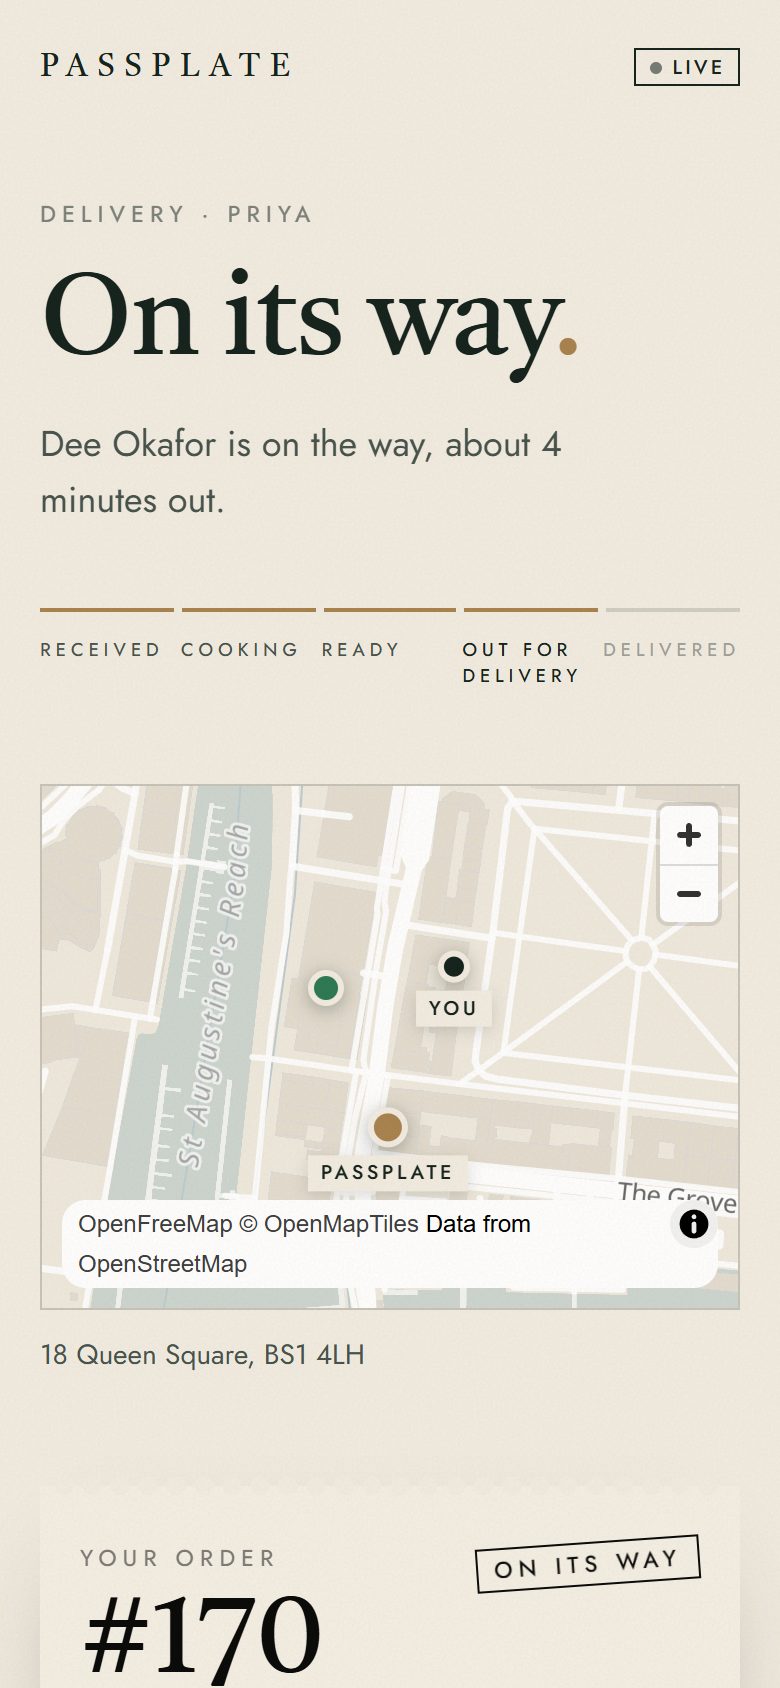 PASSPLATE
LIVE
DELIVERY · PRIYA
On its way.
Dee Okafor is on the way, about 4
minutes out.
RECEIVED
COOKING
READY
OUT FOR
DELIVERY
DELIVERED
St Augustine's Reach
YOU
PASSPLATE
The Grove
OpenFreeMap © OpenMapTiles Data from
OpenStreetMap
18 Queen Square, BS1 4LH
YOUR ORDER
ON ITS WAY
#170